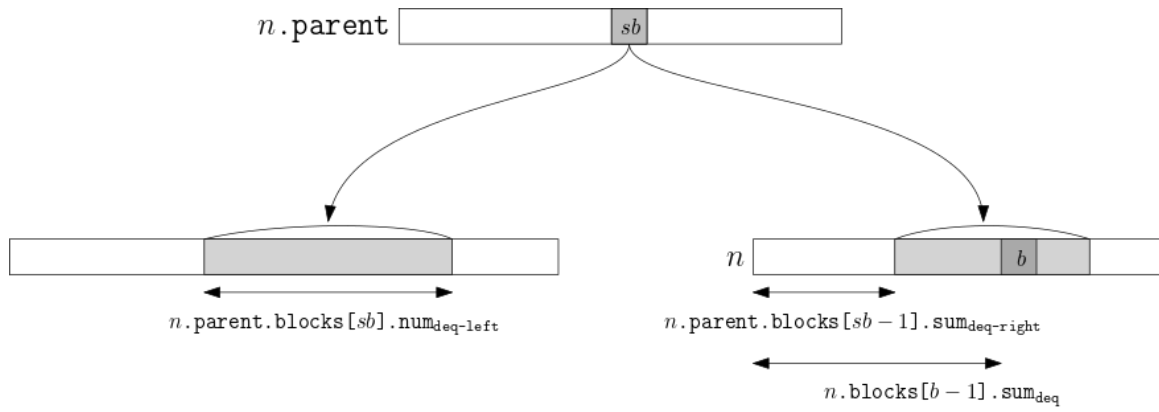 n.parent
sb
n
b
n.parent.blocks[sb].num_deq-left
n.parent.blocks[sb − 1].sum_deq-right
n.blocks[b − 1].sum_deq